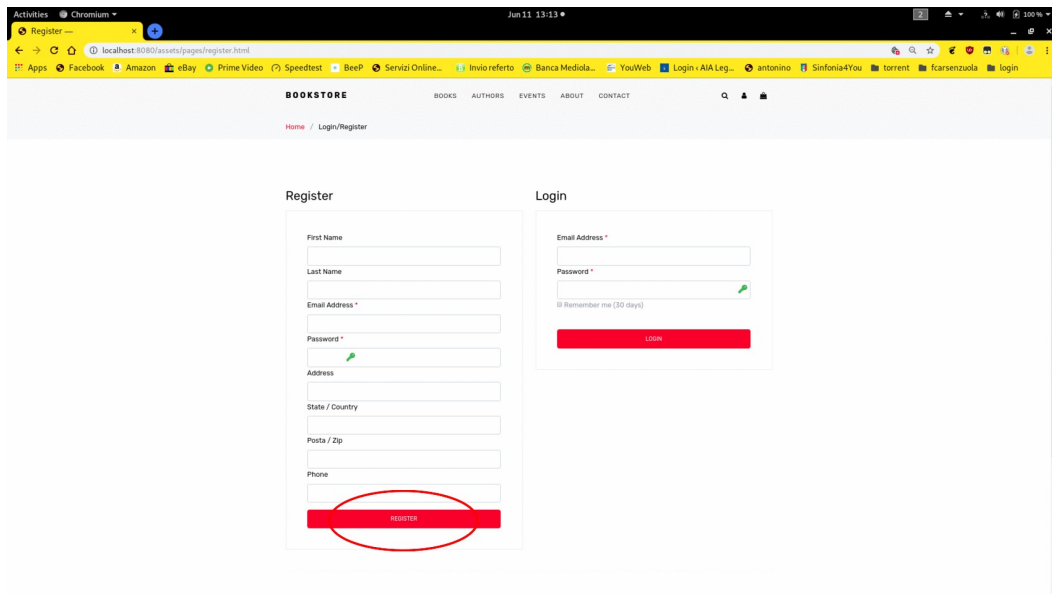 Activities Chromium Jun 11 13:13 2 100 %
Register —
localhost:8080/assets/pages/register.html
Apps Facebook Amazon eBay Prime Video Speedtest BeeP Servizi Online... Invio referto Banca Mediola... YouWeb Login ‹ AIA Leg... antonino Sinfonia4You torrent fcarsenzuola login
BOOKSTORE BOOKS AUTHORS EVENTS ABOUT CONTACT
Home / Login/Register
Register
First Name
Last Name
Email Address *
Password *
Address
State / Country
Posta / Zip
Phone
REGISTER
Login
Email Address *
Password *
Remember me (30 days)
LOGIN